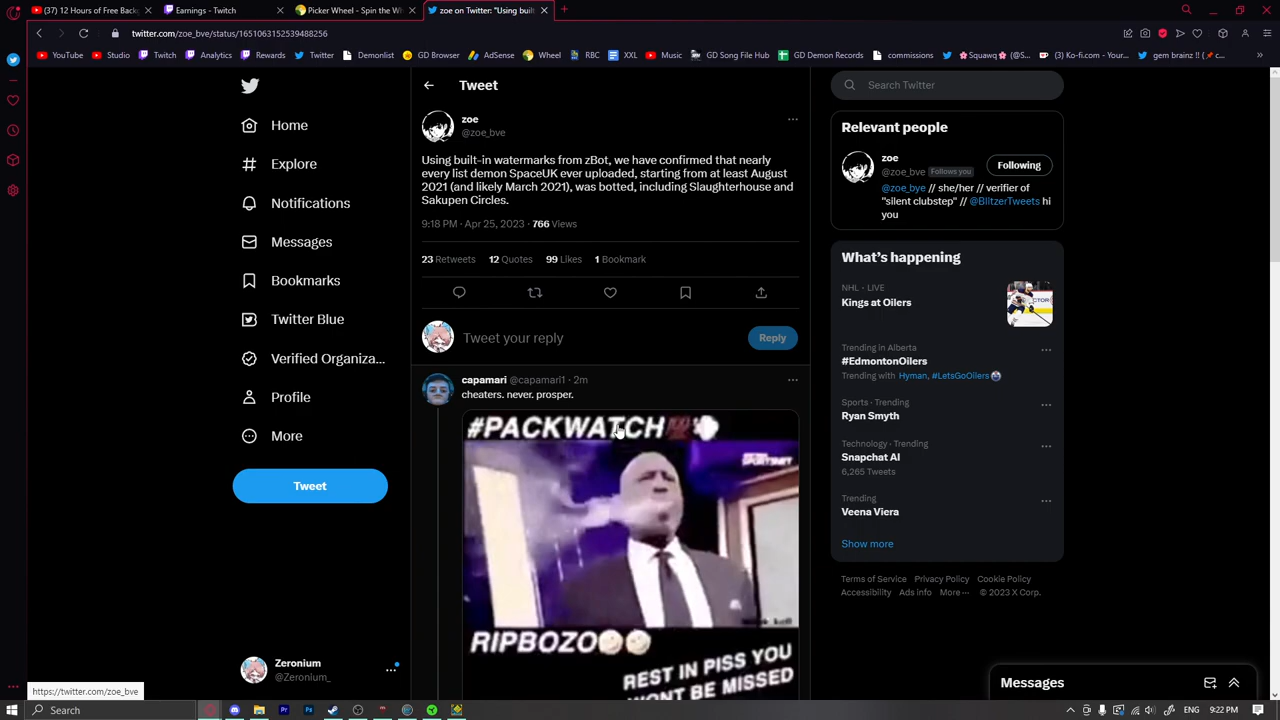 (37) 12 Hours of Free Backg
Earnings - Twitch
Picker Wheel - Spin the Wh
zoe on Twitter: "Using built
twitter.com/zoe_bve/status/1651063152539488256
YouTube
Studio
Twitch
Analytics
Rewards
Twitter
Demonlist
GD Browser
AdSense
Wheel
RBC
XXL
Music
GD Song File Hub
GD Demon Records
commissions
🌸Squawq🌸(@S...
(3) Ko-fi.com - Your...
gem brainz !! (📌 c...
Home
Explore
Notifications
Messages
Bookmarks
Twitter Blue
Verified Organiza...
Profile
More
Tweet
Zeronium
@Zeronium_
Tweet
zoe
@zoe_bve
Using built-in watermarks from zBot, we have confirmed that nearly
every list demon SpaceUK ever uploaded, starting from at least August
2021 (and likely March 2021), was botted, including Slaughterhouse and
Sakupen Circles.
9:18 PM · Apr 25, 2023 · 766 Views
23 Retweets 12 Quotes 99 Likes 1 Bookmark
Tweet your reply
Reply
capamari @capamari1 · 2m
cheaters. never. prosper.
#PACKWATCH💯🗣
RIPBOZO
REST IN PISS YOU
WONT BE MISSED
Search Twitter
Relevant people
zoe
@zoe_bve Follows you
Following
@zoe_bye // she/her // verifier of
"silent clubstep" // @BlitzerTweets hi
you
What's happening
NHL · LIVE
Kings at Oilers
Trending in Alberta
#EdmontonOilers
Trending with Hyman, #LetsGoOilers
Sports · Trending
Ryan Smyth
Technology · Trending
Snapchat AI
6,265 Tweets
Trending
Veena Viera
Show more
Terms of Service Privacy Policy Cookie Policy
Accessibility Ads info More ··· © 2023 X Corp.
Messages
https://twitter.com/zoe_bve
Search
9:22 PM